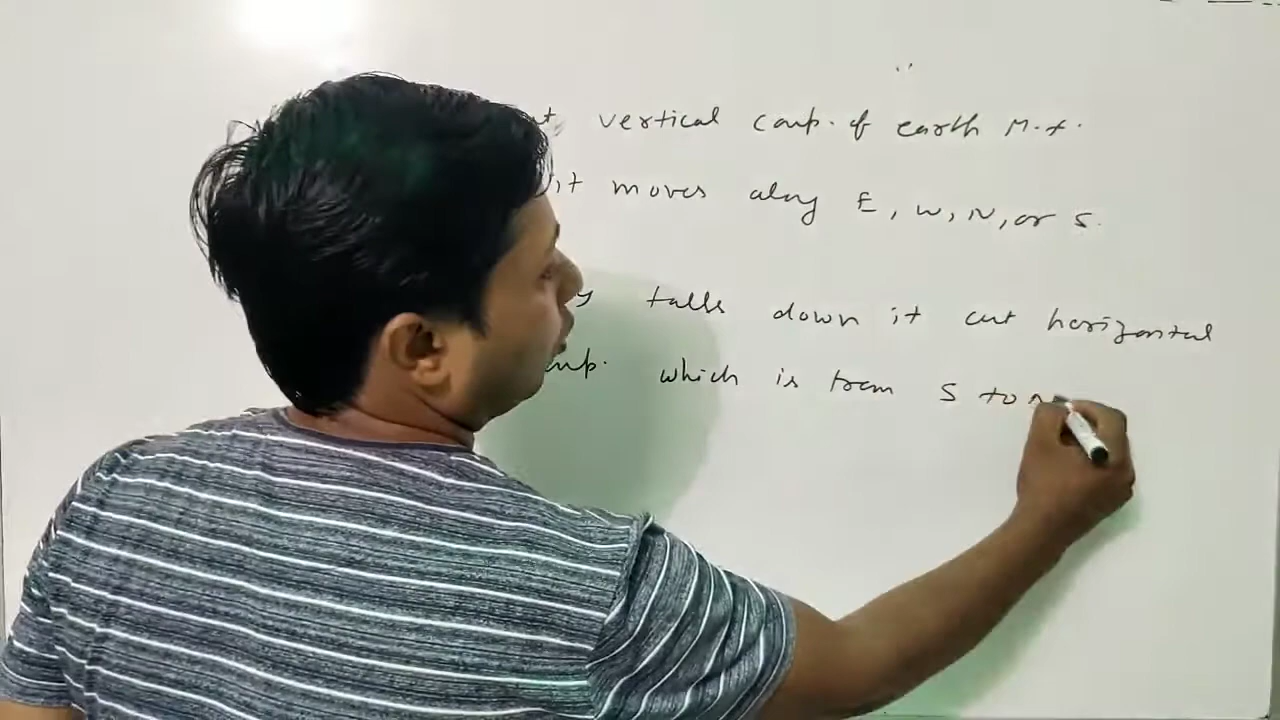 vertical comp. of earth M.f.
it moves along E, W, N, or S.
falls down it cut horizontal
comp. which is from S to N